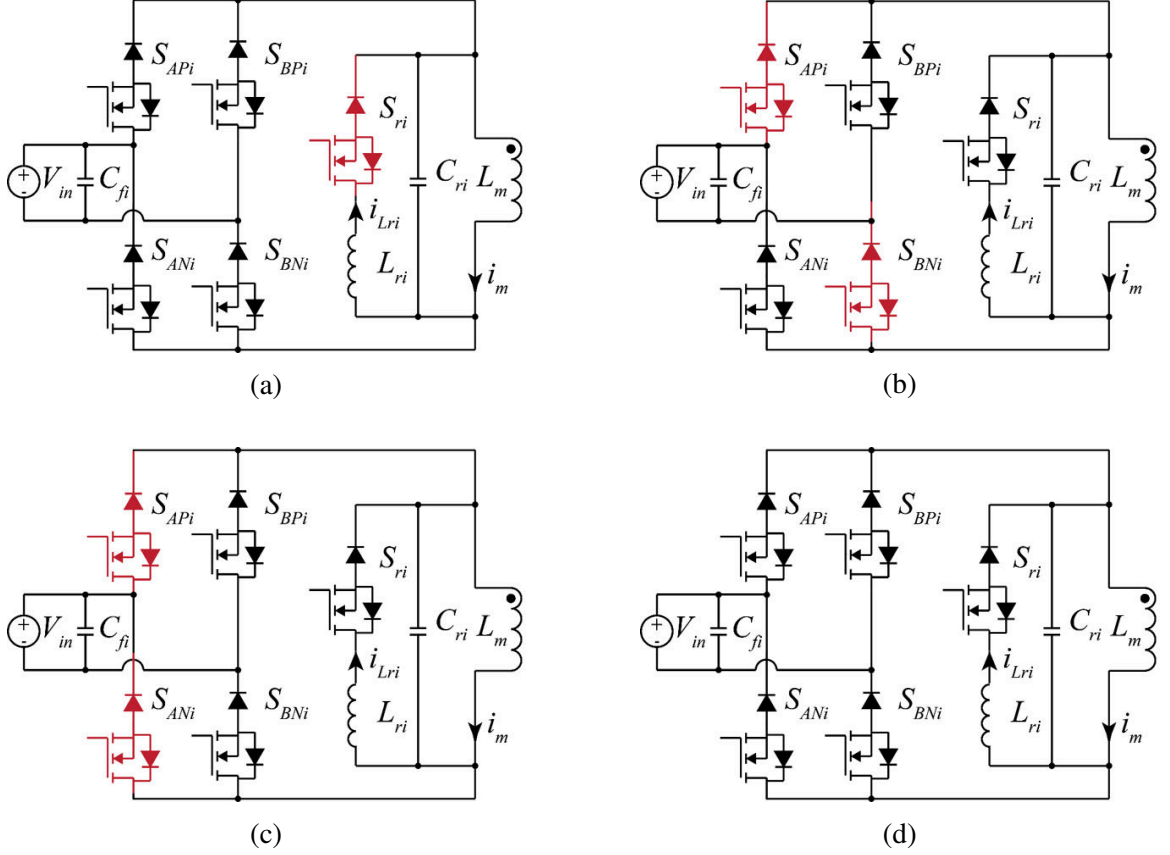 S_APi S_BPi
S_ri
+
-
V_in C_fi C_ri L_m
i_Lri
S_ANi S_BNi L_ri
i_m
(a)
S_APi S_BPi
S_ri
+
-
V_in C_fi C_ri L_m
i_Lri
S_ANi S_BNi L_ri
i_m
(b)
S_APi S_BPi
S_ri
+
-
V_in C_fi C_ri L_m
i_Lri
S_ANi S_BNi L_ri
i_m
(c)
S_APi S_BPi
S_ri
+
-
V_in C_fi C_ri L_m
i_Lri
S_ANi S_BNi L_ri
i_m
(d)